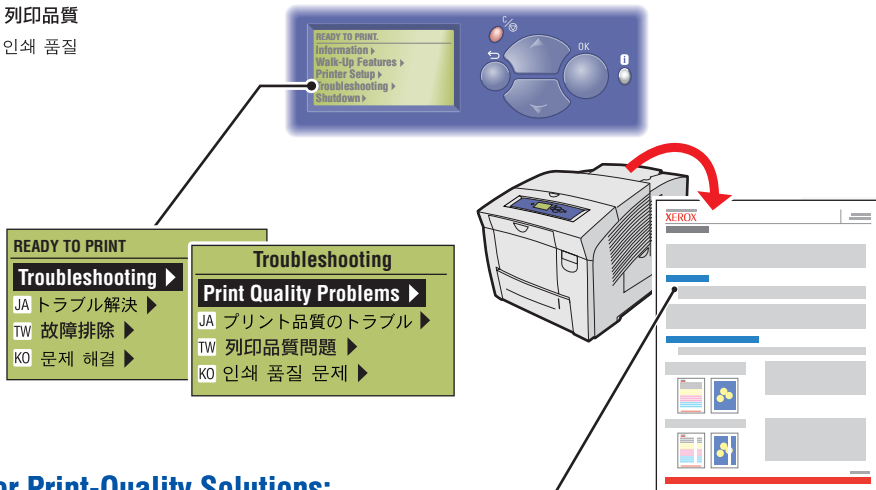 列印品質
인쇄 품질
C/
READY TO PRINT.
Information
Walk-Up Features
Printer Setup
Troubleshooting
Shutdown
OK
i
READY TO PRINT
Troubleshooting
JA トラブル解決
TW 故障排除
KO 문제 해결
Troubleshooting
Print Quality Problems
JA プリント品質のトラブル
TW 列印品質問題
KO 인쇄 품질 문제
XEROX
Print-Quality Solutions: